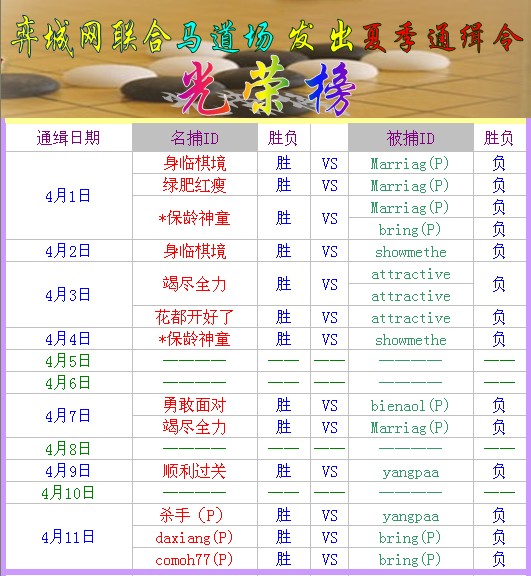 弈城网联合马道场 发出夏季通缉令
光荣榜
通缉日期 名捕ID 胜负 被捕ID 胜负
4月1日 身临棋境 胜 VS Marriag(P) 负
绿肥红瘦 胜 VS Marriag(P) 负
*保龄神童 胜 VS Marriag(P) 负
bring(P) 负
4月2日 身临棋境 胜 VS showmethe 负
4月3日 竭尽全力 胜 VS attractive 负
attractive
花都开好了 胜 VS attractive 负
4月4日 *保龄神童 胜 VS showmethe 负
4月5日 ———— —— —— ———— ——
4月6日 ———— —— —— ———— ——
4月7日 勇敢面对 胜 VS bienaol(P) 负
竭尽全力 胜 VS Marriag(P) 负
4月8日 ———— —— —— ———— ——
4月9日 顺利过关 胜 VS yangpaa 负
4月10日 ———— —— —— ———— ——
4月11日 杀手（P） 胜 VS yangpaa 负
daxiang(P) 胜 VS bring(P) 负
comoh77(P) 胜 VS bring(P) 负